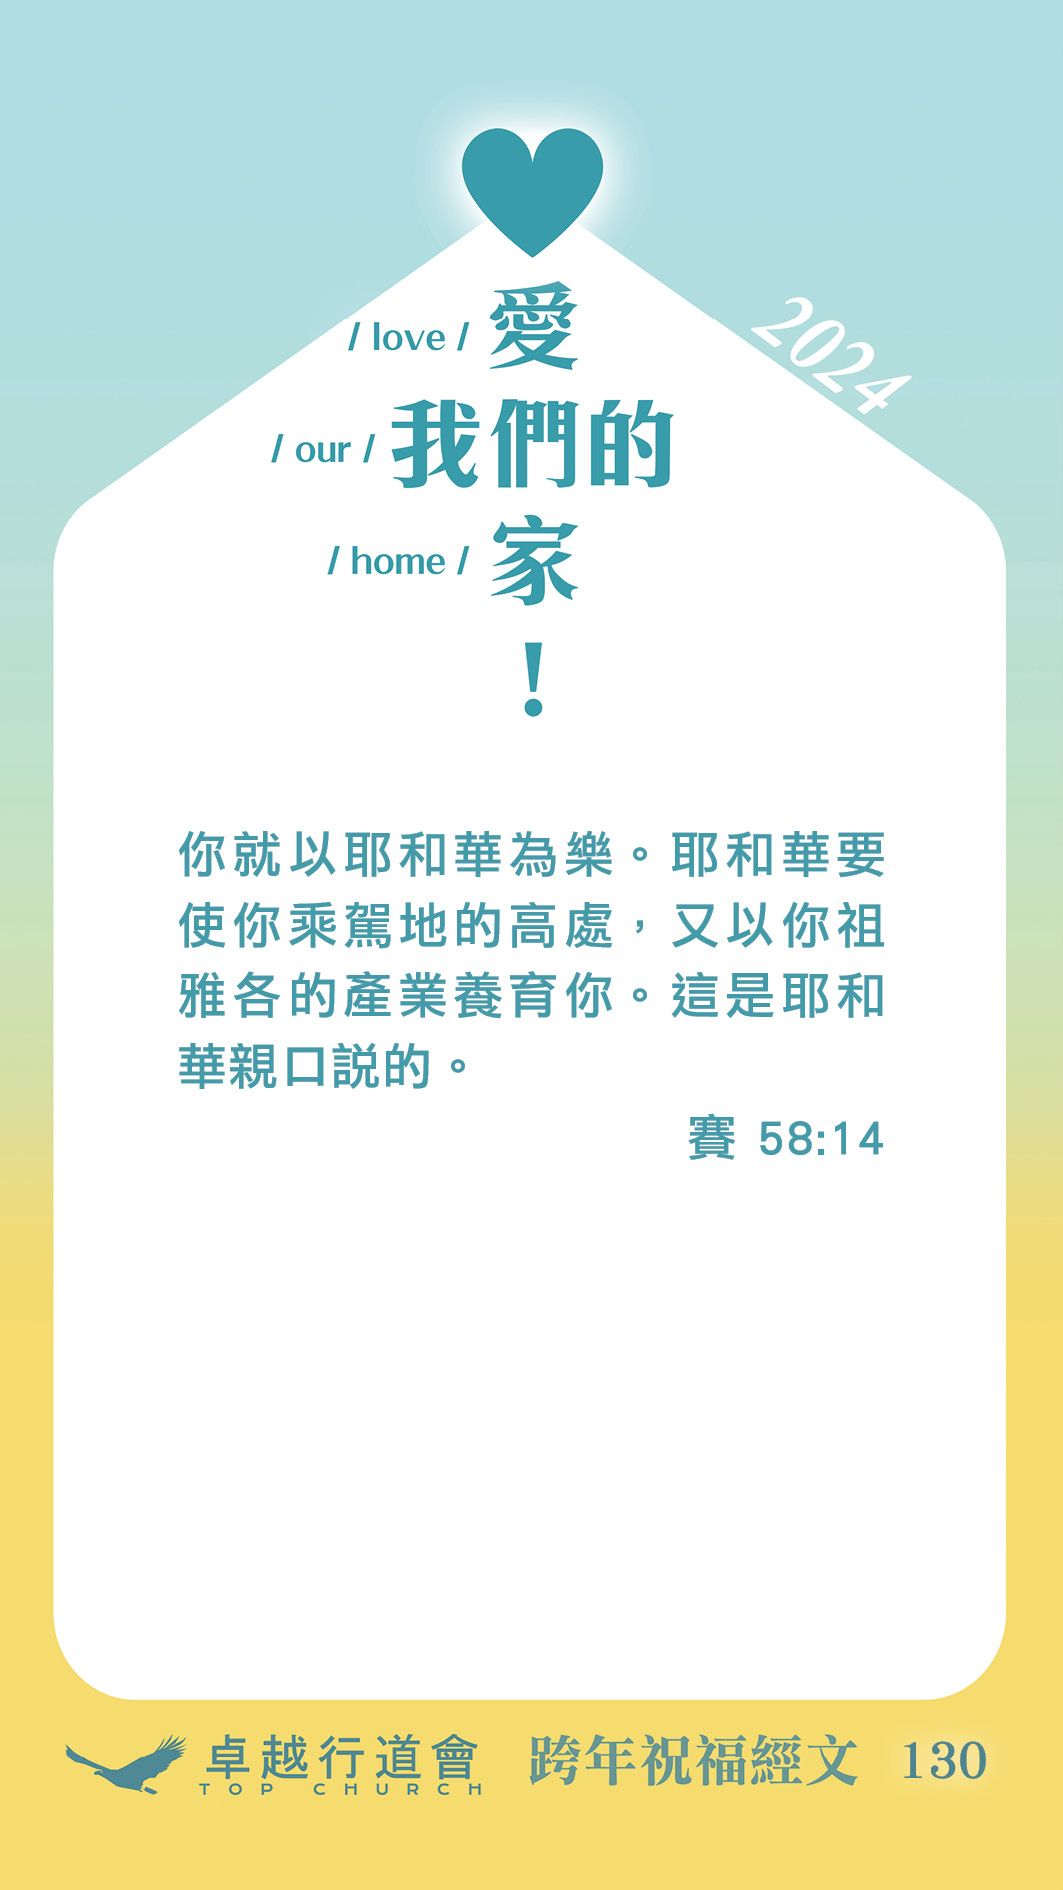 2024
/ love / 愛
/ our / 我們的
/ home / 家
!
你就以耶和華為樂。耶和華要
使你乘駕地的高處，又以你祖
雅各的產業養育你。這是耶和
華親口説的。
賽 58:14
卓越行道會
TOP CHURCH
跨年祝福經文 130